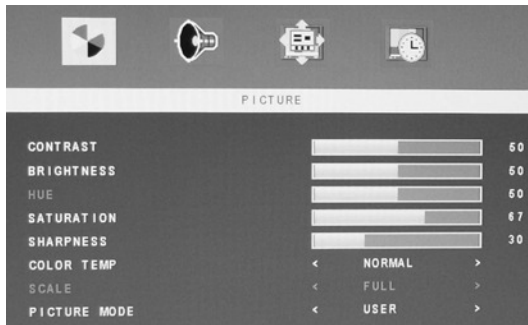 PICTURE
CONTRAST 50
BRIGHTNESS 50
HUE 50
SATURATION 67
SHARPNESS 30
COLOR TEMP < NORMAL >
SCALE < FULL >
PICTURE MODE < USER >